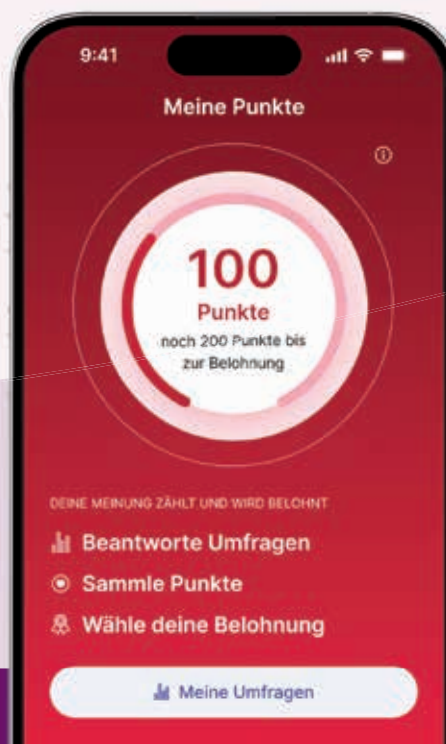 9:41
Meine Punkte
100
Punkte
noch 200 Punkte bis
zur Belohnung
DEINE MEINUNG ZÄHLT UND WIRD BELOHNT
Beantworte Umfragen
Sammle Punkte
Wähle deine Belohnung
Meine Umfragen